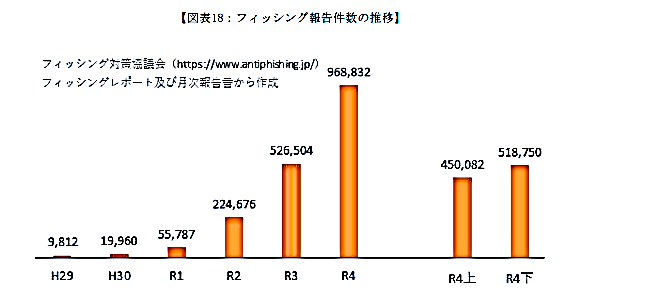 【図表18：フィッシング報告件数の推移】
フィッシング対策協議会（https://www.antiphishing.jp/）
フィッシングレポート及び月次報告書から作成
968,832
526,504
518,750
450,082
224,676
55,787
19,960
9,812
H29 H30 R1 R2 R3 R4 R4上 R4下